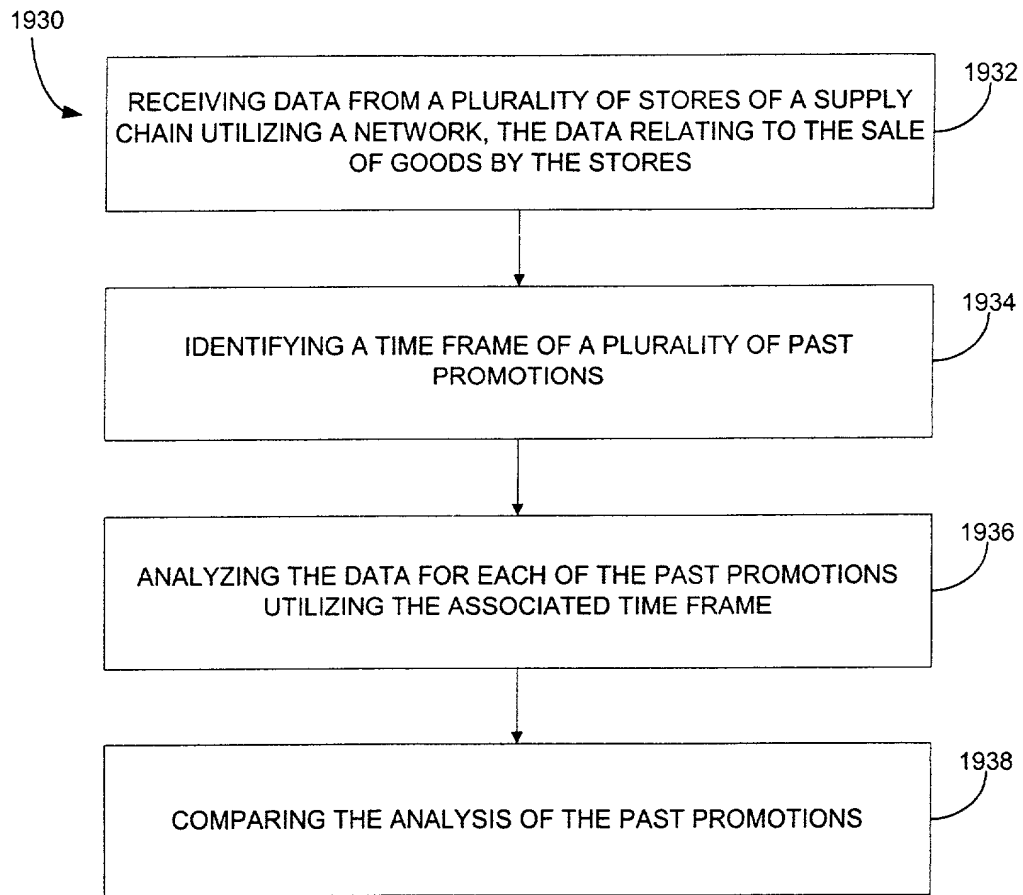 1930
1932
RECEIVING DATA FROM A PLURALITY OF STORES OF A SUPPLY
CHAIN UTILIZING A NETWORK, THE DATA RELATING TO THE SALE
OF GOODS BY THE STORES
1934
IDENTIFYING A TIME FRAME OF A PLURALITY OF PAST
PROMOTIONS
1936
ANALYZING THE DATA FOR EACH OF THE PAST PROMOTIONS
UTILIZING THE ASSOCIATED TIME FRAME
1938
COMPARING THE ANALYSIS OF THE PAST PROMOTIONS